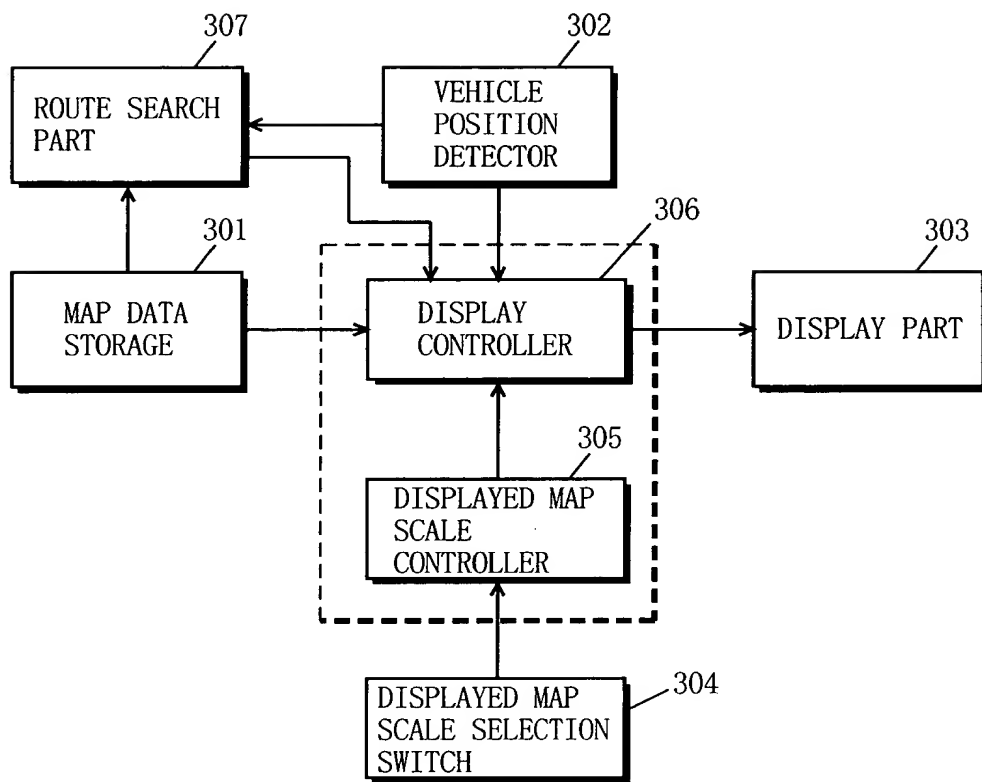 307
302
ROUTE SEARCH
PART
VEHICLE
POSITION
DETECTOR
301
306
303
MAP DATA
STORAGE
DISPLAY
CONTROLLER
DISPLAY PART
305
DISPLAYED MAP
SCALE
CONTROLLER
304
DISPLAYED MAP
SCALE SELECTION
SWITCH